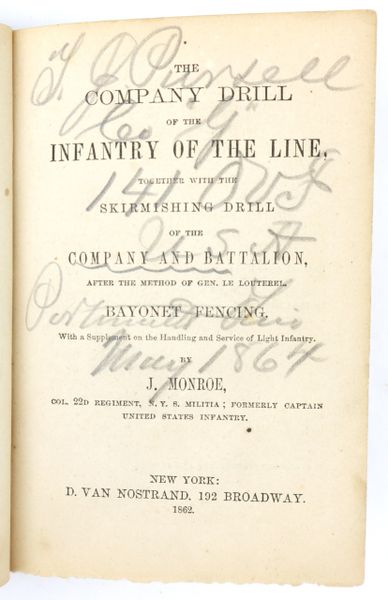 T. J. Pursell
THE
COMPANY DRILL
OF THE
Co "G"
INFANTRY OF THE LINE,
TOGETHER WITH THE
141 O V I
SKIRMISHING DRILL
OF THE
U S A
COMPANY AND BATTALION,
AFTER THE METHOD OF GEN. LE LOUTEREL.
BAYONET FENCING,
With a Supplement on the Handling and Service of Light Infantry.
BY
May 1864
J. MONROE,
COL. 22D REGIMENT, N. Y. S. MILITIA; FORMERLY CAPTAIN
UNITED STATES INFANTRY.
NEW YORK:
D. VAN NOSTRAND, 192 BROADWAY.
1862.